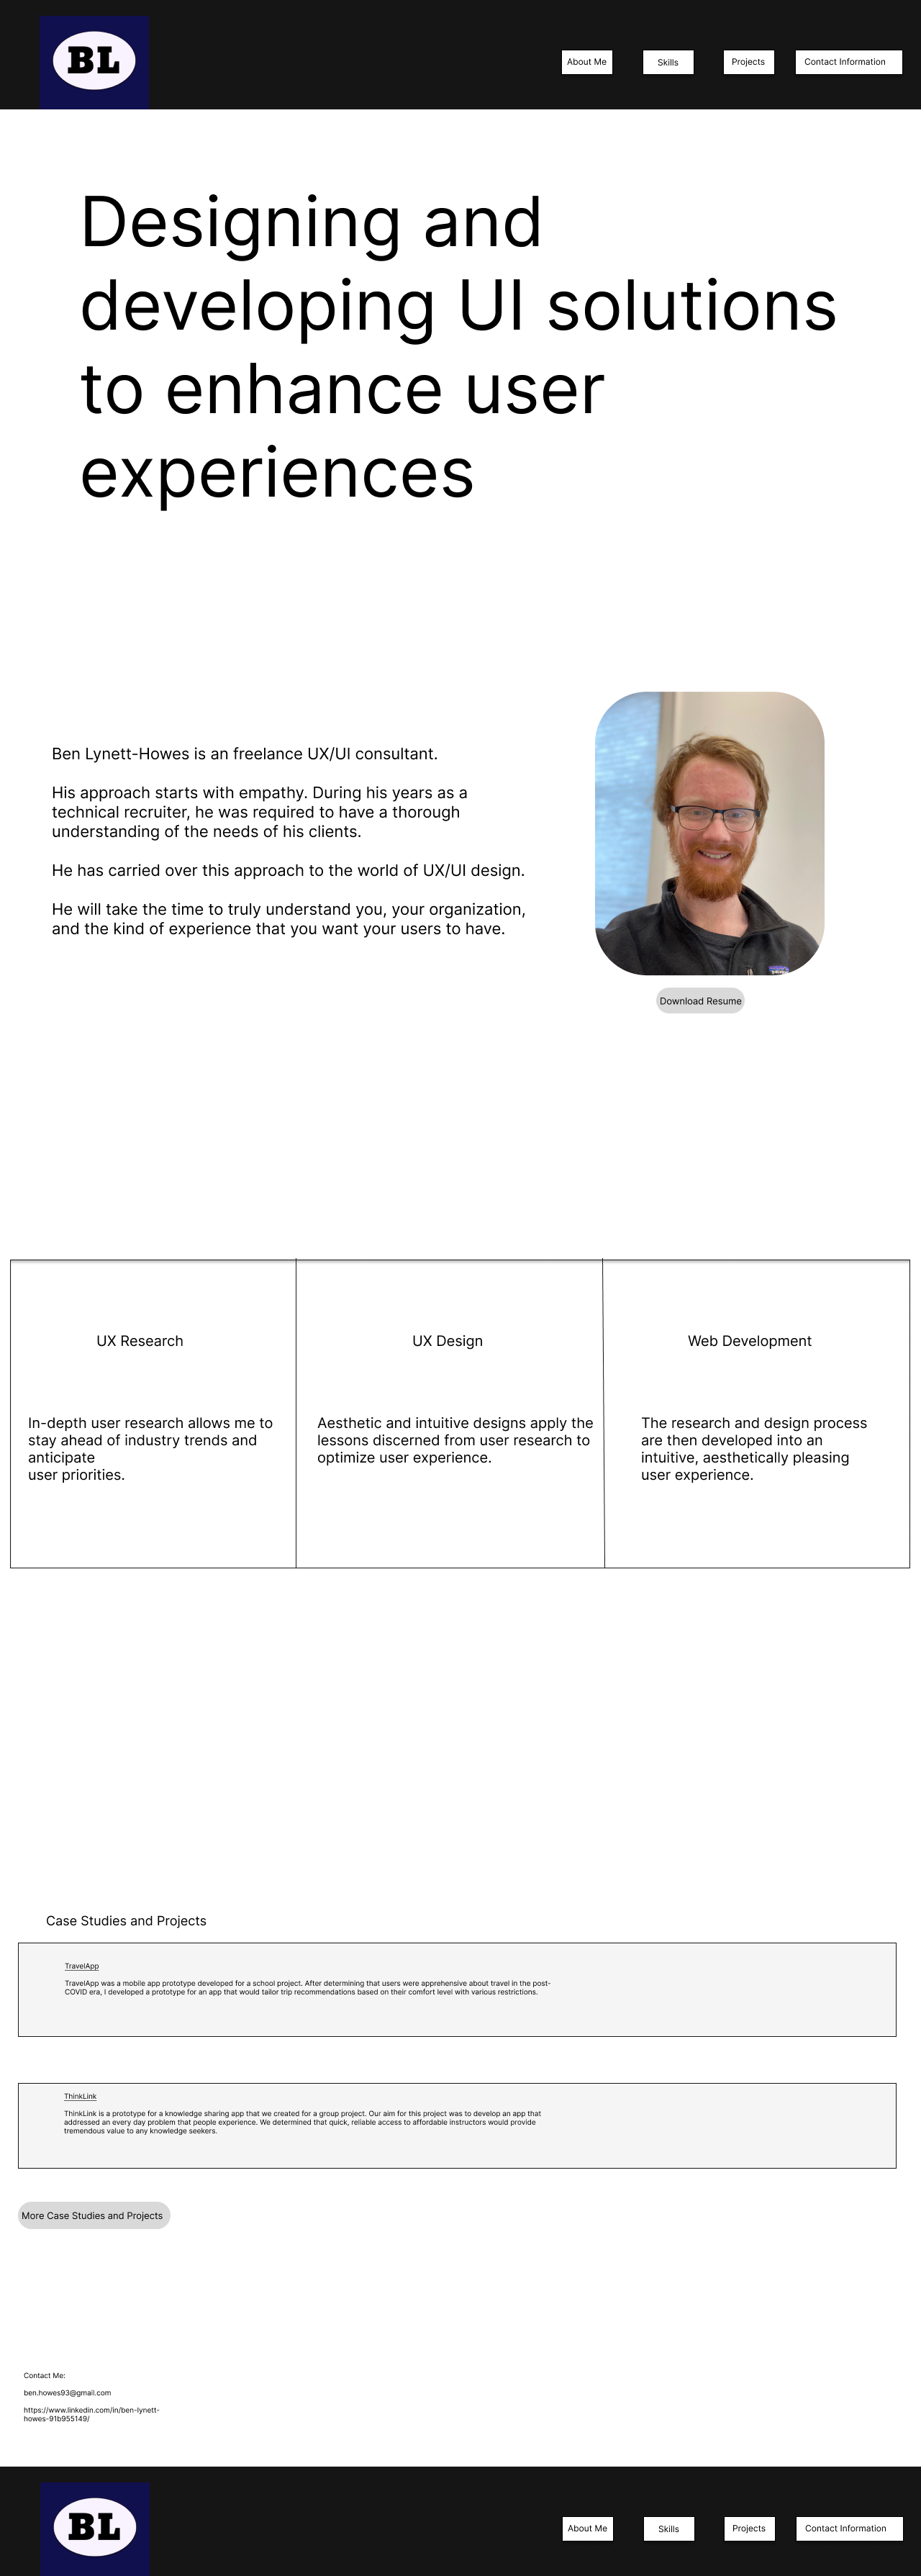 BL
About Me
Skills
Projects
Contact Information
Designing and
developing UI solutions
to enhance user
experiences
Ben Lynett-Howes is an freelance UX/UI consultant.
His approach starts with empathy. During his years as a
technical recruiter, he was required to have a thorough
understanding of the needs of his clients.
He has carried over this approach to the world of UX/UI design.
He will take the time to truly understand you, your organization,
and the kind of experience that you want your users to have.
Download Resume
UX Research
In-depth user research allows me to
stay ahead of industry trends and
anticipate
user priorities.
UX Design
Aesthetic and intuitive designs apply the
lessons discerned from user research to
optimize user experience.
Web Development
The research and design process
are then developed into an
intuitive, aesthetically pleasing
user experience.
Case Studies and Projects
TravelApp
TravelApp was a mobile app prototype developed for a school project. After determining that users were apprehensive about travel in the post-
COVID era, I developed a prototype for an app that would tailor trip recommendations based on their comfort level with various restrictions.
ThinkLink
ThinkLink is a prototype for a knowledge sharing app that we created for a group project. Our aim for this project was to develop an app that
addressed an every day problem that people experience. We determined that quick, reliable access to affordable instructors would provide
tremendous value to any knowledge seekers.
More Case Studies and Projects
Contact Me:
ben.howes93@gmail.com
https://www.linkedin.com/in/ben-lynett-
howes-91b955149/
BL
About Me
Skills
Projects
Contact Information